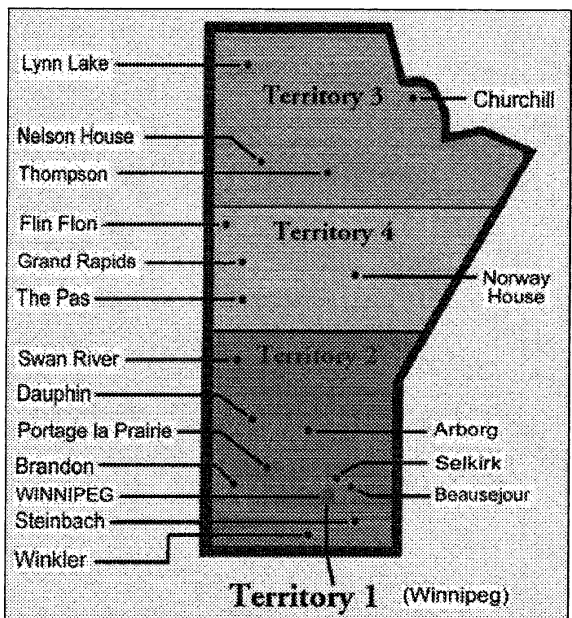 Lynn Lake
Territory 3
Churchill
Nelson House
Thompson
Flin Flon
Territory 4
Grand Rapids
Norway
House
The Pas
Swan River
Territory 2
Dauphin
Portage la Prairie
Arborg
Brandon
Selkirk
WINNIPEG
Beausejour
Steinbach
Winkler
Territory 1 (Winnipeg)